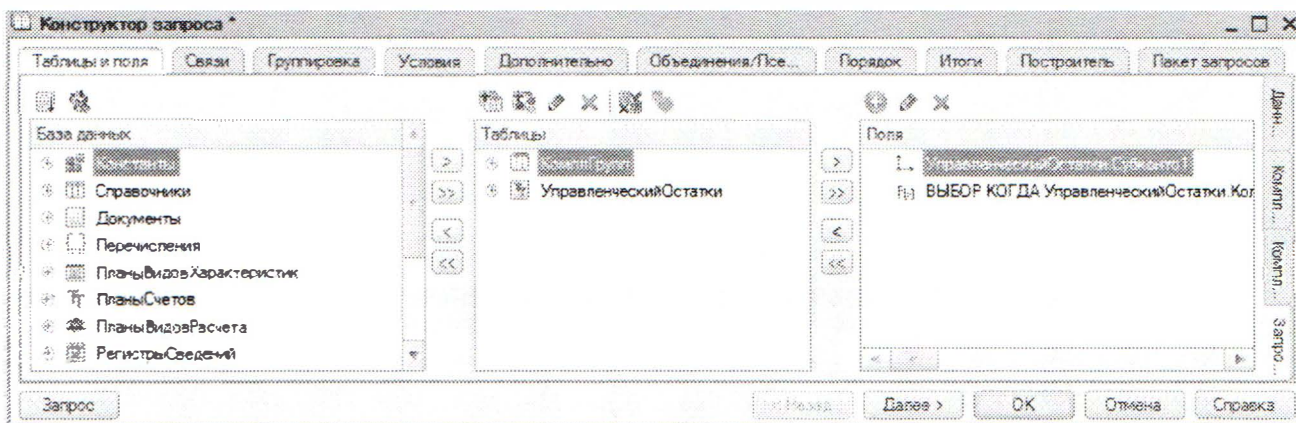 Конструктор запроса *
Таблицы и поля Связи Группировка Условия Дополнительно Объединения/Псе... Порядок Итоги Построитель Пакет запросов
База данных
Константы
Справочники
Документы
Перечисления
ПланыВидовХарактеристик
ПланыСчетов
ПланыВидовРасчета
РегистрыСведений
> >> < <<
Таблицы
КомплГрупп
УправленческийОстатки
> >> < <<
Поля
УправленческийОстатки.Субконто1
ВЫБОР КОГДА УправленческийОстатки.Кол
Данн...
Компл...
Компл...
Запро...
Запрос
< Назад Далее > OK Отмена Справка